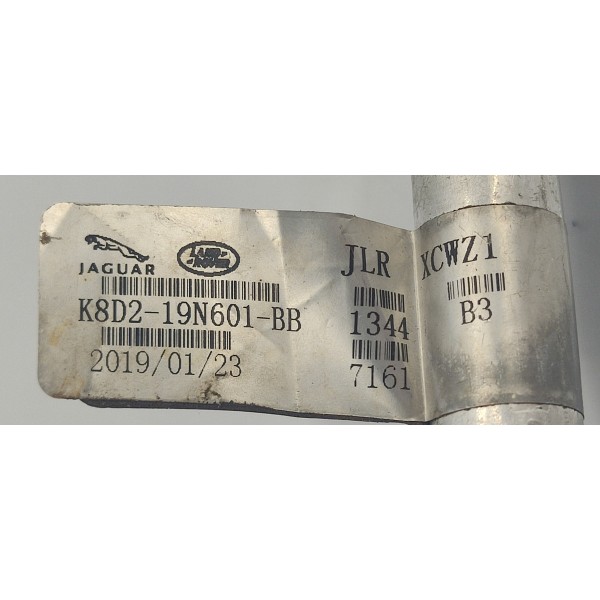 JAGUAR
LAND ROVER
K8D2-19N601-BB
2019/01/23
JLR
1344
7161
XCWZ1
B3